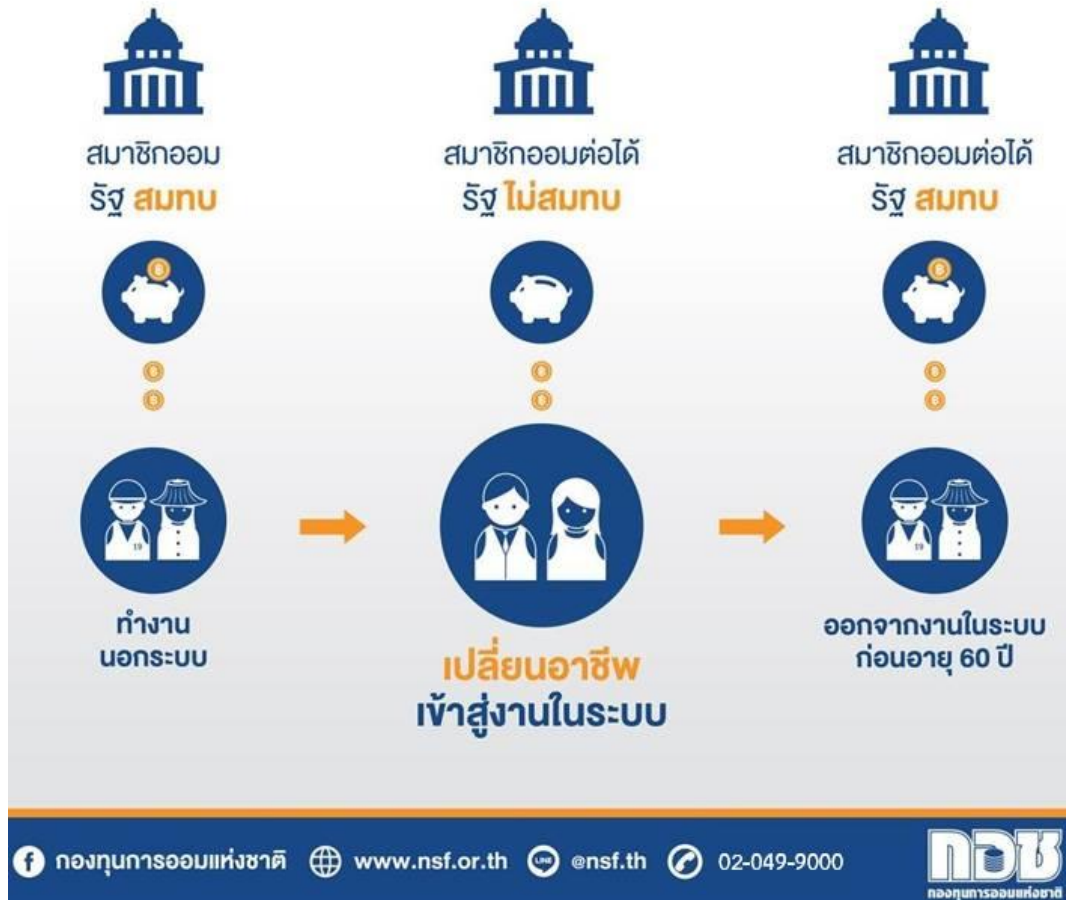 สมาชิกออม
รัฐ สมทบ
สมาชิกออมต่อได้
รัฐ ไม่สมทบ
สมาชิกออมต่อได้
รัฐ สมทบ
฿
฿
฿
฿
฿
฿
฿
฿
19
19
ทำงาน
นอกระบบ
เปลี่ยนอาชีพ
เข้าสู่งานในระบบ
ออกจากงานในระบบ
ก่อนอายุ 60 ปี
f กองทุนการออมแห่งชาติ www.nsf.or.th LINE @nsf.th 02-049-9000
กอช
กองทุนการออมแห่งชาติ